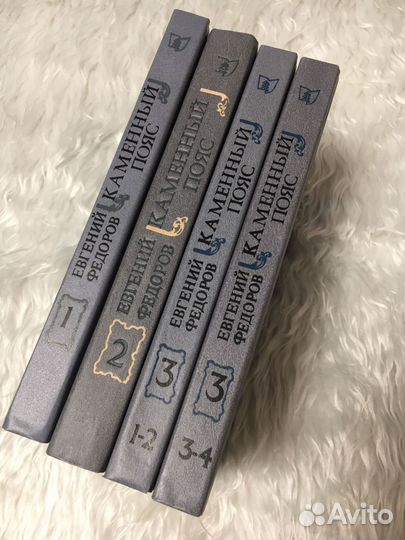 ЕВГЕНИЙ
ФЕДОРОВ
КАМЕННЫЙ
ПОЯС
1
ЕВГЕНИЙ
ФЕДОРОВ
КАМЕННЫЙ
ПОЯС
2
ЕВГЕНИЙ
ФЕДОРОВ
КАМЕННЫЙ
ПОЯС
3
1-2
ЕВГЕНИЙ
ФЕДОРОВ
КАМЕННЫЙ
ПОЯС
3
3-4
Avito